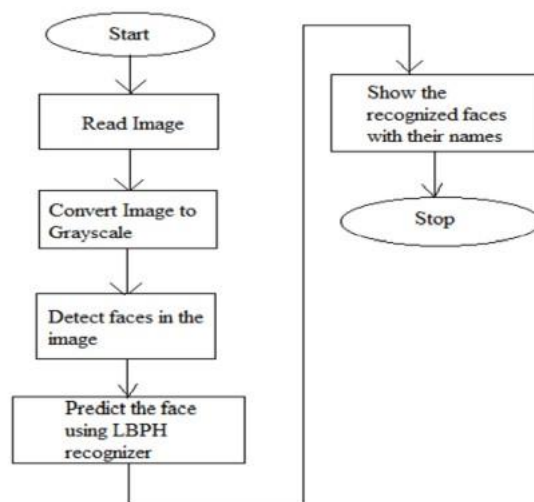 Start
Read Image
Convert Image to
Grayscale
Detect faces in the
image
Predict the face
using LBPH
recognizer
Show the
recognized faces
with their names
Stop